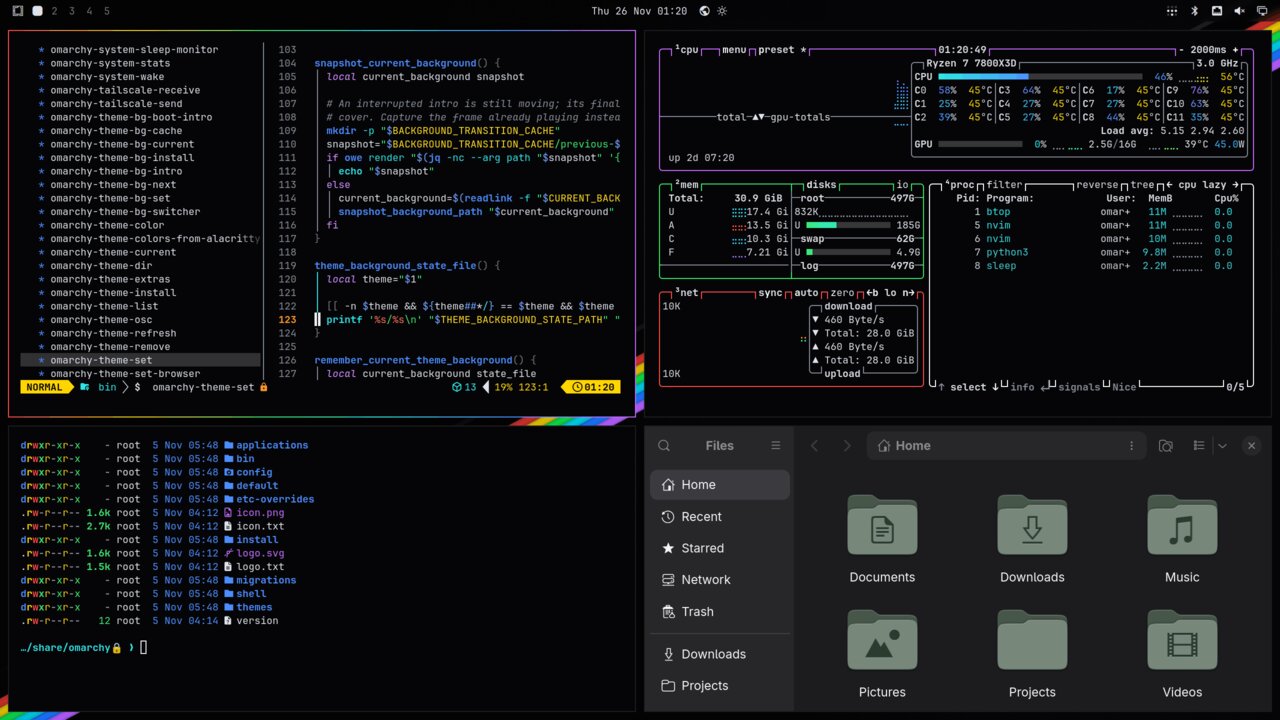 2 3 4 5
Thu 26 Nov 01:20
* omarchy-system-sleep-monitor
* omarchy-system-stats
* omarchy-system-wake
* omarchy-tailscale-receive
* omarchy-tailscale-send
* omarchy-theme-bg-boot-intro
* omarchy-theme-bg-cache
* omarchy-theme-bg-current
* omarchy-theme-bg-install
* omarchy-theme-bg-intro
* omarchy-theme-bg-next
* omarchy-theme-bg-set
* omarchy-theme-bg-switcher
* omarchy-theme-color
* omarchy-theme-colors-from-alacritty
* omarchy-theme-current
* omarchy-theme-dir
* omarchy-theme-extras
* omarchy-theme-install
* omarchy-theme-list
* omarchy-theme-osc
* omarchy-theme-refresh
* omarchy-theme-remove
* omarchy-theme-set
* omarchy-theme-set-browser
103
104 snapshot_current_background() {
105 local current_background snapshot
106
107 # An interrupted intro is still moving; its final
108 # cover. Capture the frame already playing instea
109 mkdir -p "$BACKGROUND_TRANSITION_CACHE"
110 snapshot="$BACKGROUND_TRANSITION_CACHE/previous-$
111 if owe render "$(jq -nc --arg path "$snapshot" '{
112 echo "$snapshot"
113 else
114 current_background=$(readlink -f "$CURRENT_BACK
115 snapshot_background_path "$current_background"
116 fi
117 }
118
119 theme_background_state_file() {
120 local theme="$1"
121
122 [[ -n $theme && ${theme##*/} == $theme && $theme
123 printf '%s/%s\n' "$THEME_BACKGROUND_STATE_PATH" "
124 }
125
126 remember_current_theme_background() {
127 local current_background state_file
NORMAL bin $ omarchy-theme-set 13 19% 123:1 01:20
¹cpu menu preset * 01:20:49 - 2000ms +
Ryzen 7 7800X3D 3.0 GHz
CPU 46% 56°C
C0 58% 45°C C3 64% 45°C C6 17% 45°C C9 76% 45°C
C1 25% 45°C C4 27% 45°C C7 27% 45°C C10 63% 45°C
C2 39% 45°C C5 27% 45°C C8 44% 45°C C11 35% 45°C
Load avg: 5.15 2.94 2.60
GPU 0% 2.5G/16G 39°C 45.0W
total ▲▼ gpu-totals
up 2d 07:20
²mem disks io
Total: 30.9 GiB
U 17.4 Gi
A 13.5 Gi
C 10.3 Gi
F 7.21 Gi
root 497G
832K
U 185G
swap 62G
U 4.9G
log 497G
³net sync auto zero ←b lo n→
10K
download
▼ 460 Byte/s
▼ Total: 28.0 GiB
▲ 460 Byte/s
▲ Total: 28.0 GiB
upload
10K
⁴proc filter reverse tree ← cpu lazy →
Pid: Program: User: MemB Cpu%
1 btop omar+ 11M 0.0
5 nvim omar+ 11M 0.0
6 nvim omar+ 10M 0.0
7 python3 omar+ 9.8M 0.0
8 sleep omar+ 2.2M 0.0
↑ select ↓ info ↵ signals Nice 0/5
drwxr-xr-x - root 5 Nov 05:48 applications
drwxr-xr-x - root 5 Nov 05:48 bin
drwxr-xr-x - root 5 Nov 05:48 config
drwxr-xr-x - root 5 Nov 05:48 default
drwxr-xr-x - root 5 Nov 05:48 etc-overrides
.rw-r--r-- 1.6k root 5 Nov 04:12 icon.png
.rw-r--r-- 2.7k root 5 Nov 04:12 icon.txt
drwxr-xr-x - root 5 Nov 05:48 install
.rw-r--r-- 1.6k root 5 Nov 04:12 logo.svg
.rw-r--r-- 1.5k root 5 Nov 04:12 logo.txt
drwxr-xr-x - root 5 Nov 05:48 migrations
drwxr-xr-x - root 5 Nov 05:48 shell
drwxr-xr-x - root 5 Nov 05:48 themes
.rw-r--r-- 12 root 5 Nov 04:14 version
…/share/omarchy ❯
Files
Home
Recent
Starred
Network
Trash
Downloads
Projects
Home
Documents
Downloads
Music
Pictures
Projects
Videos